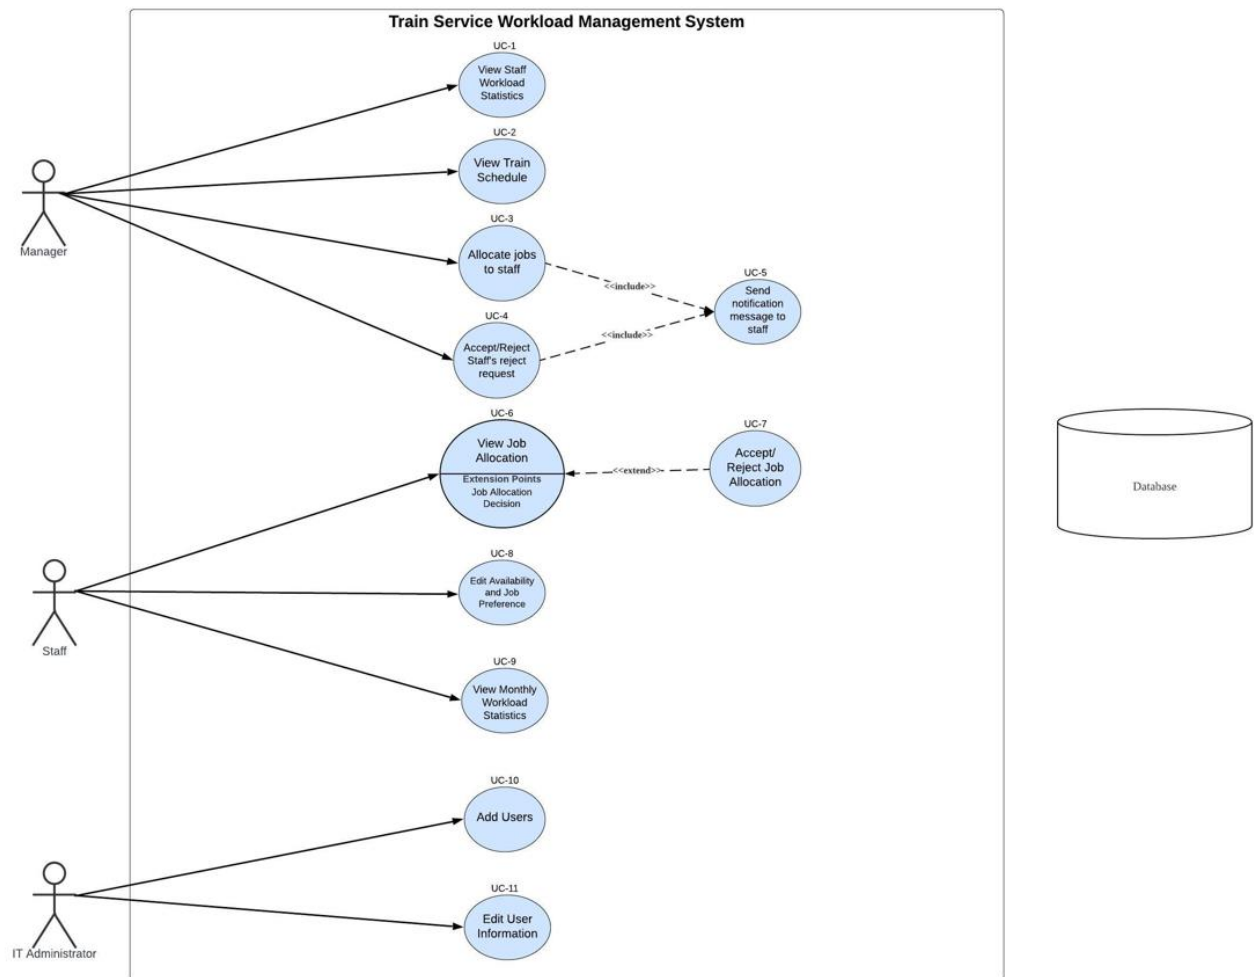 Train Service Workload Management System
UC-1
View Staff
Workload
Statistics
UC-2
View Train
Schedule
Manager
UC-3
Allocate jobs
to staff
<<include>>
UC-5
Send
notification
message to
staff
UC-4
Accept/Reject
Staff's reject
request
<<include>>
UC-6
View Job
Allocation
Extension Points
Job Allocation
Decision
<<extend>>
UC-7
Accept/
Reject Job
Allocation
Database
Staff
UC-8
Edit Availability
and Job
Preference
UC-9
View Monthly
Workload
Statistics
UC-10
Add Users
IT Administrator
UC-11
Edit User
Information